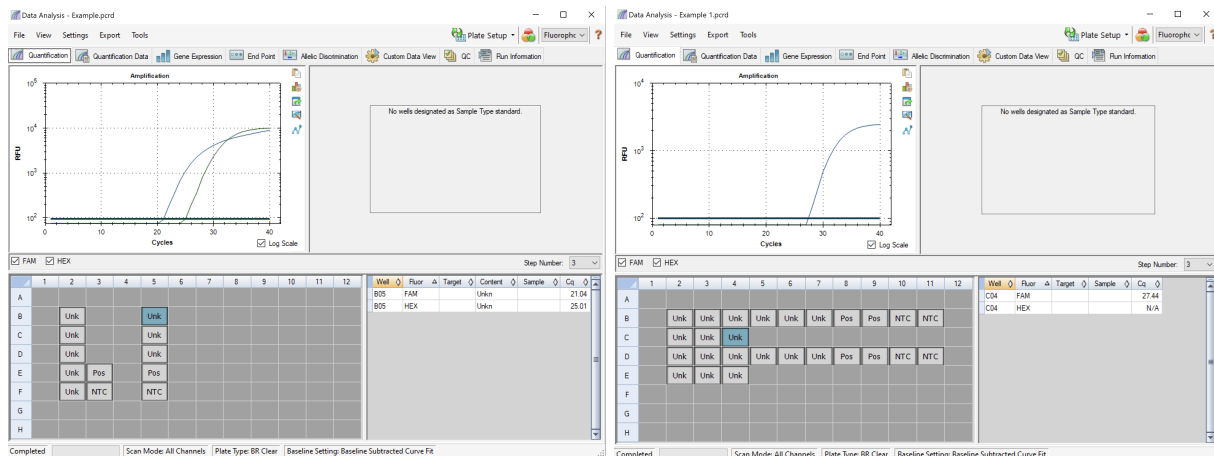 Data Analysis - Example.pcrd
File View Settings Export Tools
Plate Setup
Fluorophc
?
Quantification Quantification Data Gene Expression End Point Allelic Discrimination Custom Data View QC Run Information
Amplification
10^5
10^4
10^3
10^2
RFU
0 10 20 30 40
Cycles
Log Scale
No wells designated as Sample Type standard.
FAM HEX
Step Number: 3
1 2 3 4 5 6 7 8 9 10 11 12
A
B Unk Unk
C Unk Unk
D Unk Unk
E Unk Pos Pos
F Unk NTC NTC
G
H
Well Fluor Target Content Sample Cq
B05 FAM Unkn 21.04
B05 HEX Unkn 25.01
Completed Scan Mode: All Channels Plate Type: BR Clear Baseline Setting: Baseline Subtracted Curve Fit
Data Analysis - Example 1.pcrd
File View Settings Export Tools
Plate Setup
Fluorophc
?
Quantification Quantification Data Gene Expression End Point Allelic Discrimination Custom Data View QC Run Information
Amplification
10^4
10^3
10^2
RFU
0 10 20 30 40
Cycles
Log Scale
No wells designated as Sample Type standard.
FAM HEX
Step Number: 3
1 2 3 4 5 6 7 8 9 10 11 12
A
B Unk Unk Unk Unk Unk Unk Pos Pos NTC NTC
C Unk Unk Unk
D Unk Unk Unk Unk Unk Unk Pos Pos NTC NTC
E Unk Unk Unk
F
G
H
Well Fluor Target Sample Cq
C04 FAM 27.44
C04 HEX N/A
Completed Scan Mode: All Channels Plate Type: BR Clear Baseline Setting: Baseline Subtracted Curve Fit